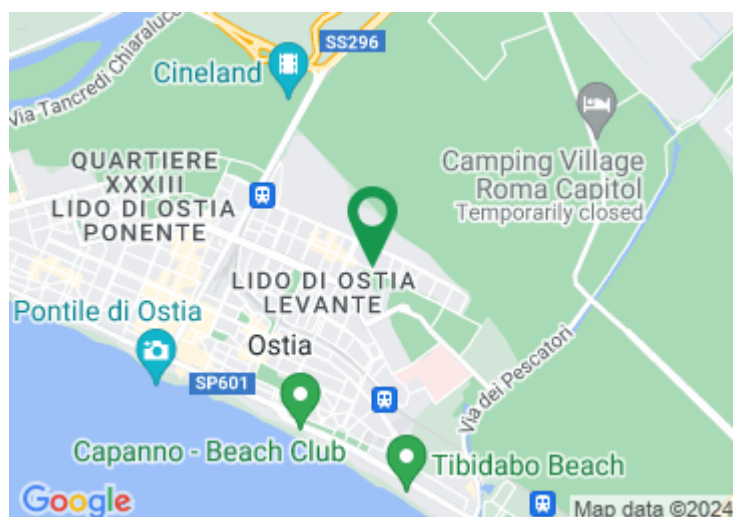 SS296
Cineland
Via Tancredi Chiaraluce
QUARTIERE
XXXIII
LIDO DI OSTIA
PONENTE
Camping Village
Roma Capitol
Temporarily closed
LIDO DI OSTIA
LEVANTE
Pontile di Ostia
Ostia
SP601
Via dei Pescatori
Capanno - Beach Club
Tibidabo Beach
Google
Map data ©2024